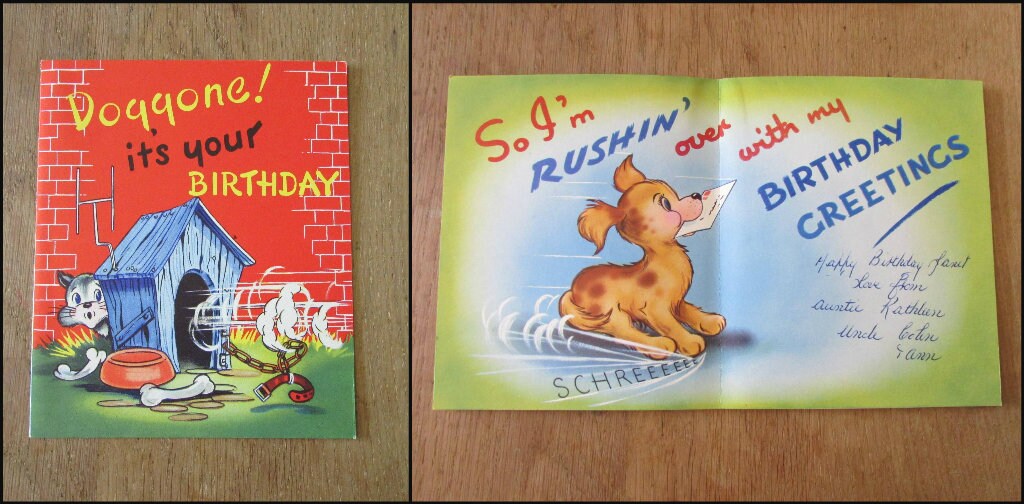 Doggone!
it's your
BIRTHDAY
So I'm
RUSHIN'
over
with my
BIRTHDAY
GREETINGS
SCHREEEEEE
Happy Birthday Janet
Love from
Auntie Kathleen
Uncle Colin
& Ann